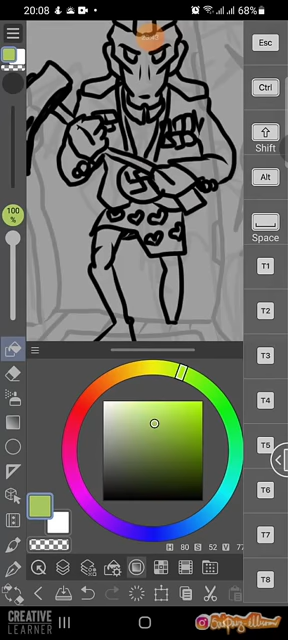 20:08
68%
Esc
Ctrl
Shift
Alt
Space
100
%
T1
T2
T3
T4
T5
T6
T7
T8
H 80 S 52 V 77
CREATIVE
LEARNER